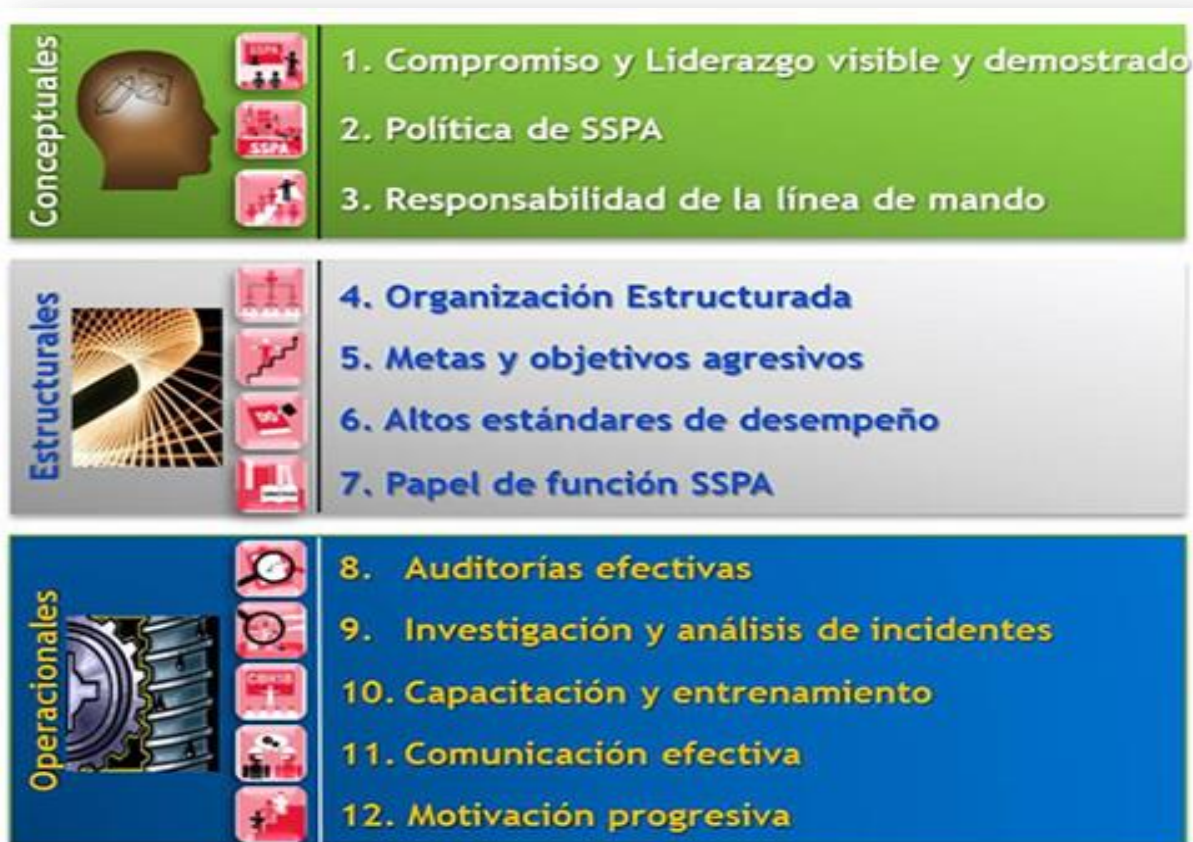 Conceptuales
SSPA
SSPA
1. Compromiso y Liderazgo visible y demostrado
2. Política de SSPA
3. Responsabilidad de la línea de mando
Estructurales
4. Organización Estructurada
5. Metas y objetivos agresivos
6. Altos estándares de desempeño
7. Papel de función SSPA
Operacionales
8. Auditorías efectivas
9. Investigación y análisis de incidentes
10. Capacitación y entrenamiento
11. Comunicación efectiva
12. Motivación progresiva